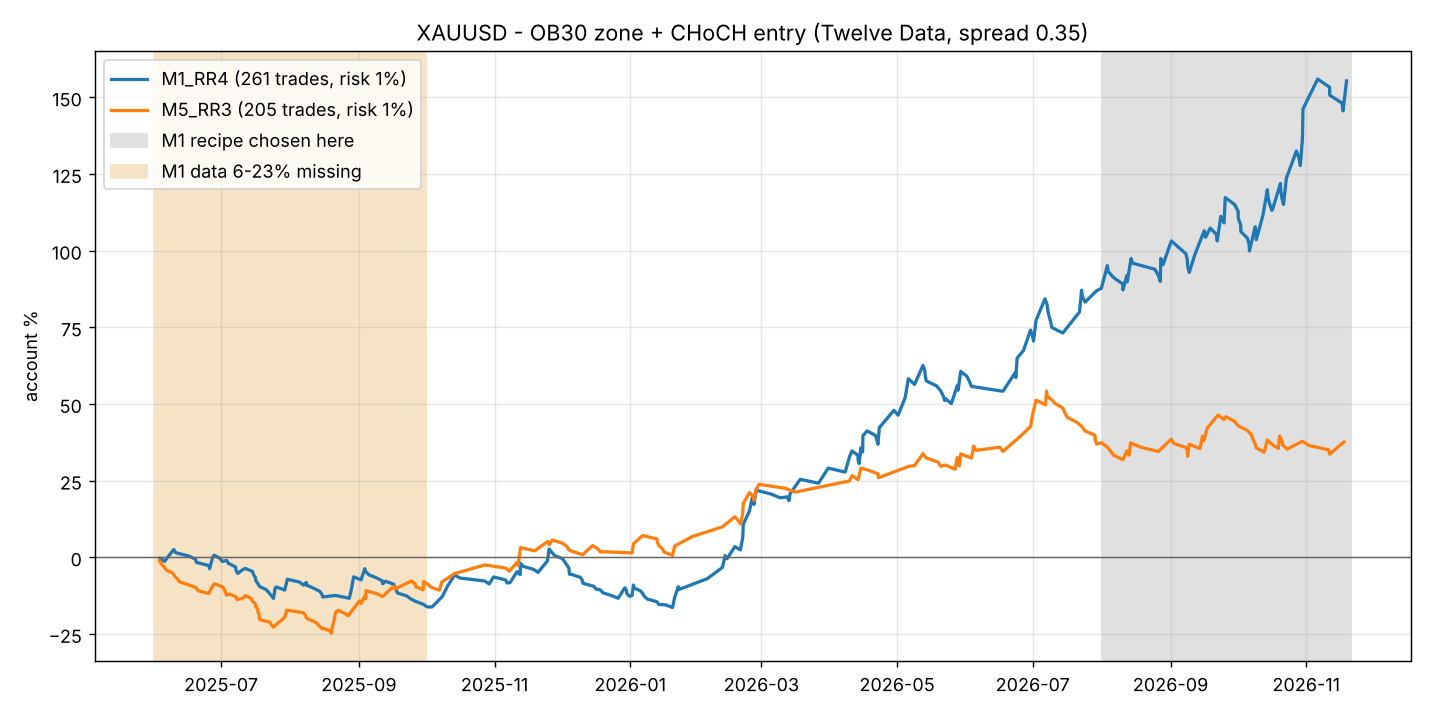 XAUUSD - OB30 zone + CHoCH entry (Twelve Data, spread 0.35)
M1_RR4 (261 trades, risk 1%)
M5_RR3 (205 trades, risk 1%)
M1 recipe chosen here
M1 data 6-23% missing
account %
150
125
100
75
50
25
0
−25
2025-07
2025-09
2025-11
2026-01
2026-03
2026-05
2026-07
2026-09
2026-11